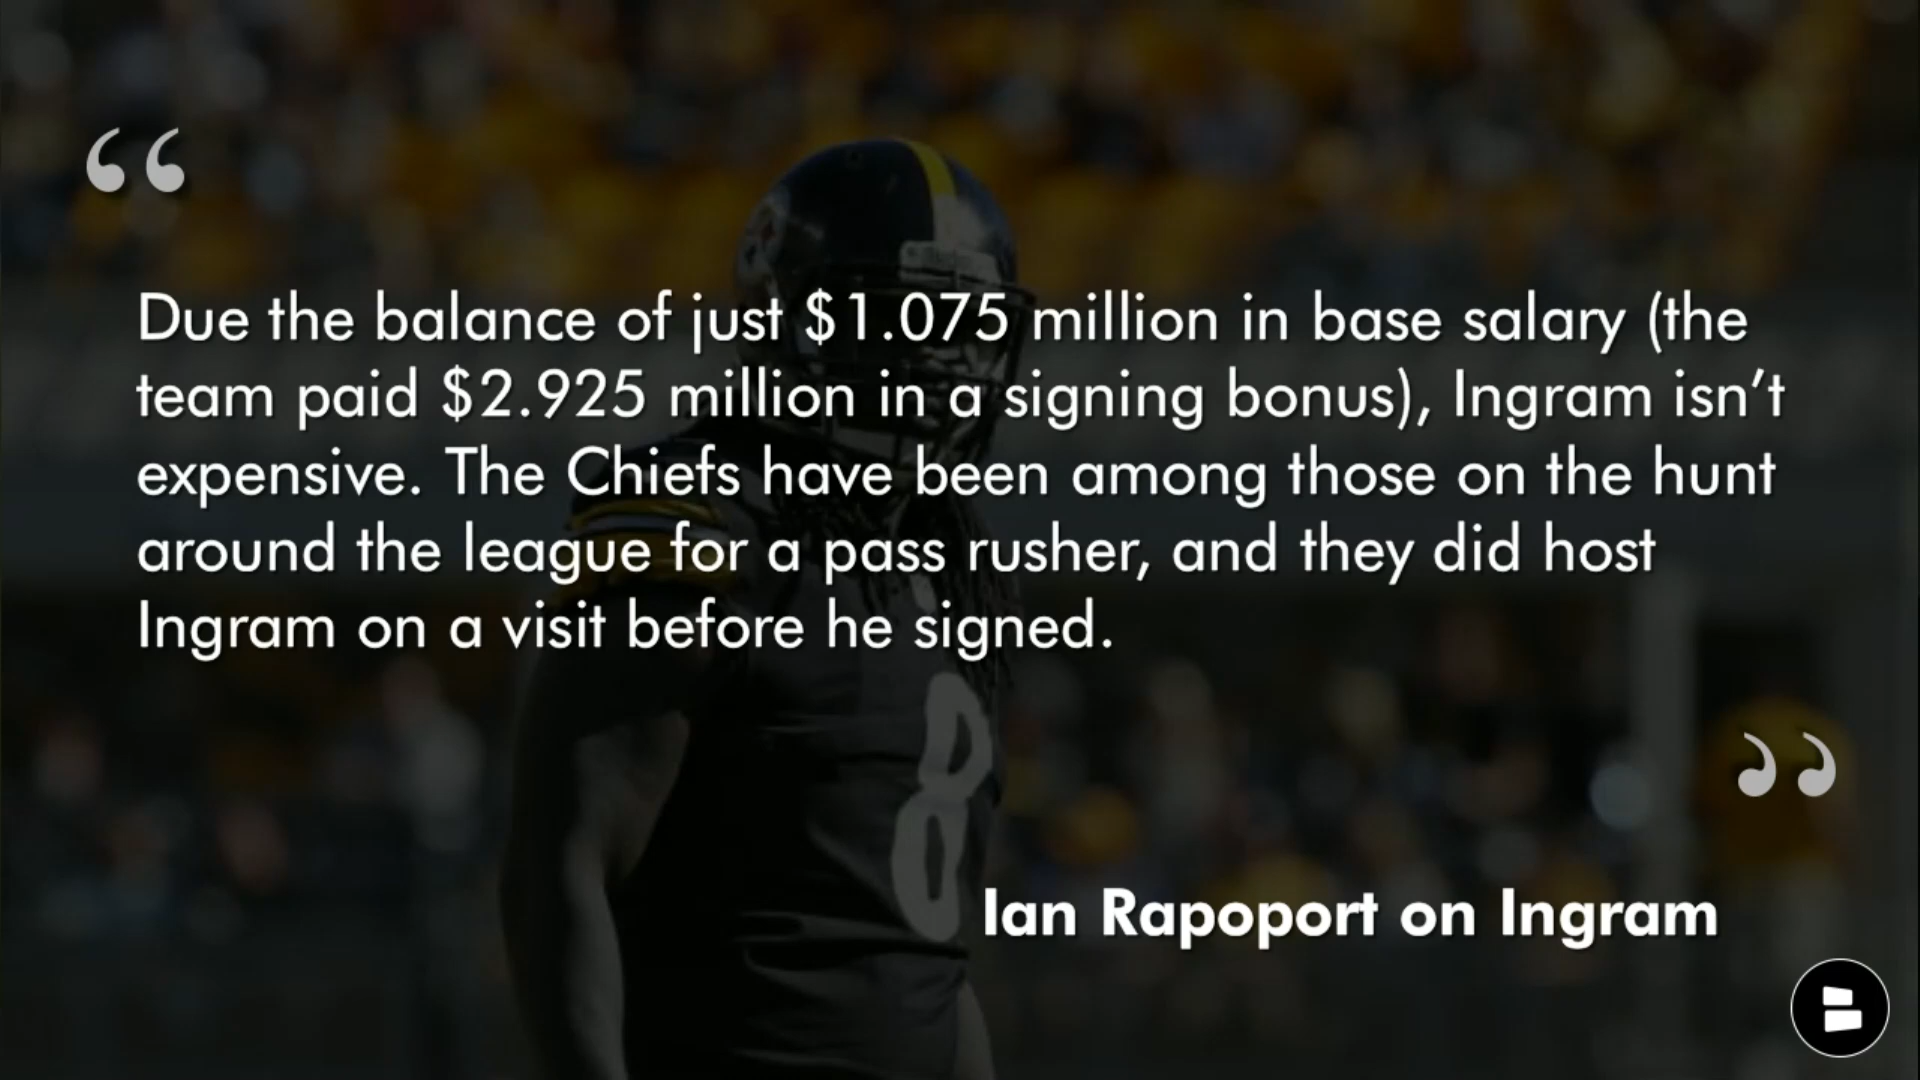 “
Due the balance of just $1.075 million in base salary (the
team paid $2.925 million in a signing bonus), Ingram isn’t
expensive. The Chiefs have been among those on the hunt
around the league for a pass rusher, and they did host
Ingram on a visit before he signed.
”
Ian Rapoport on Ingram
8